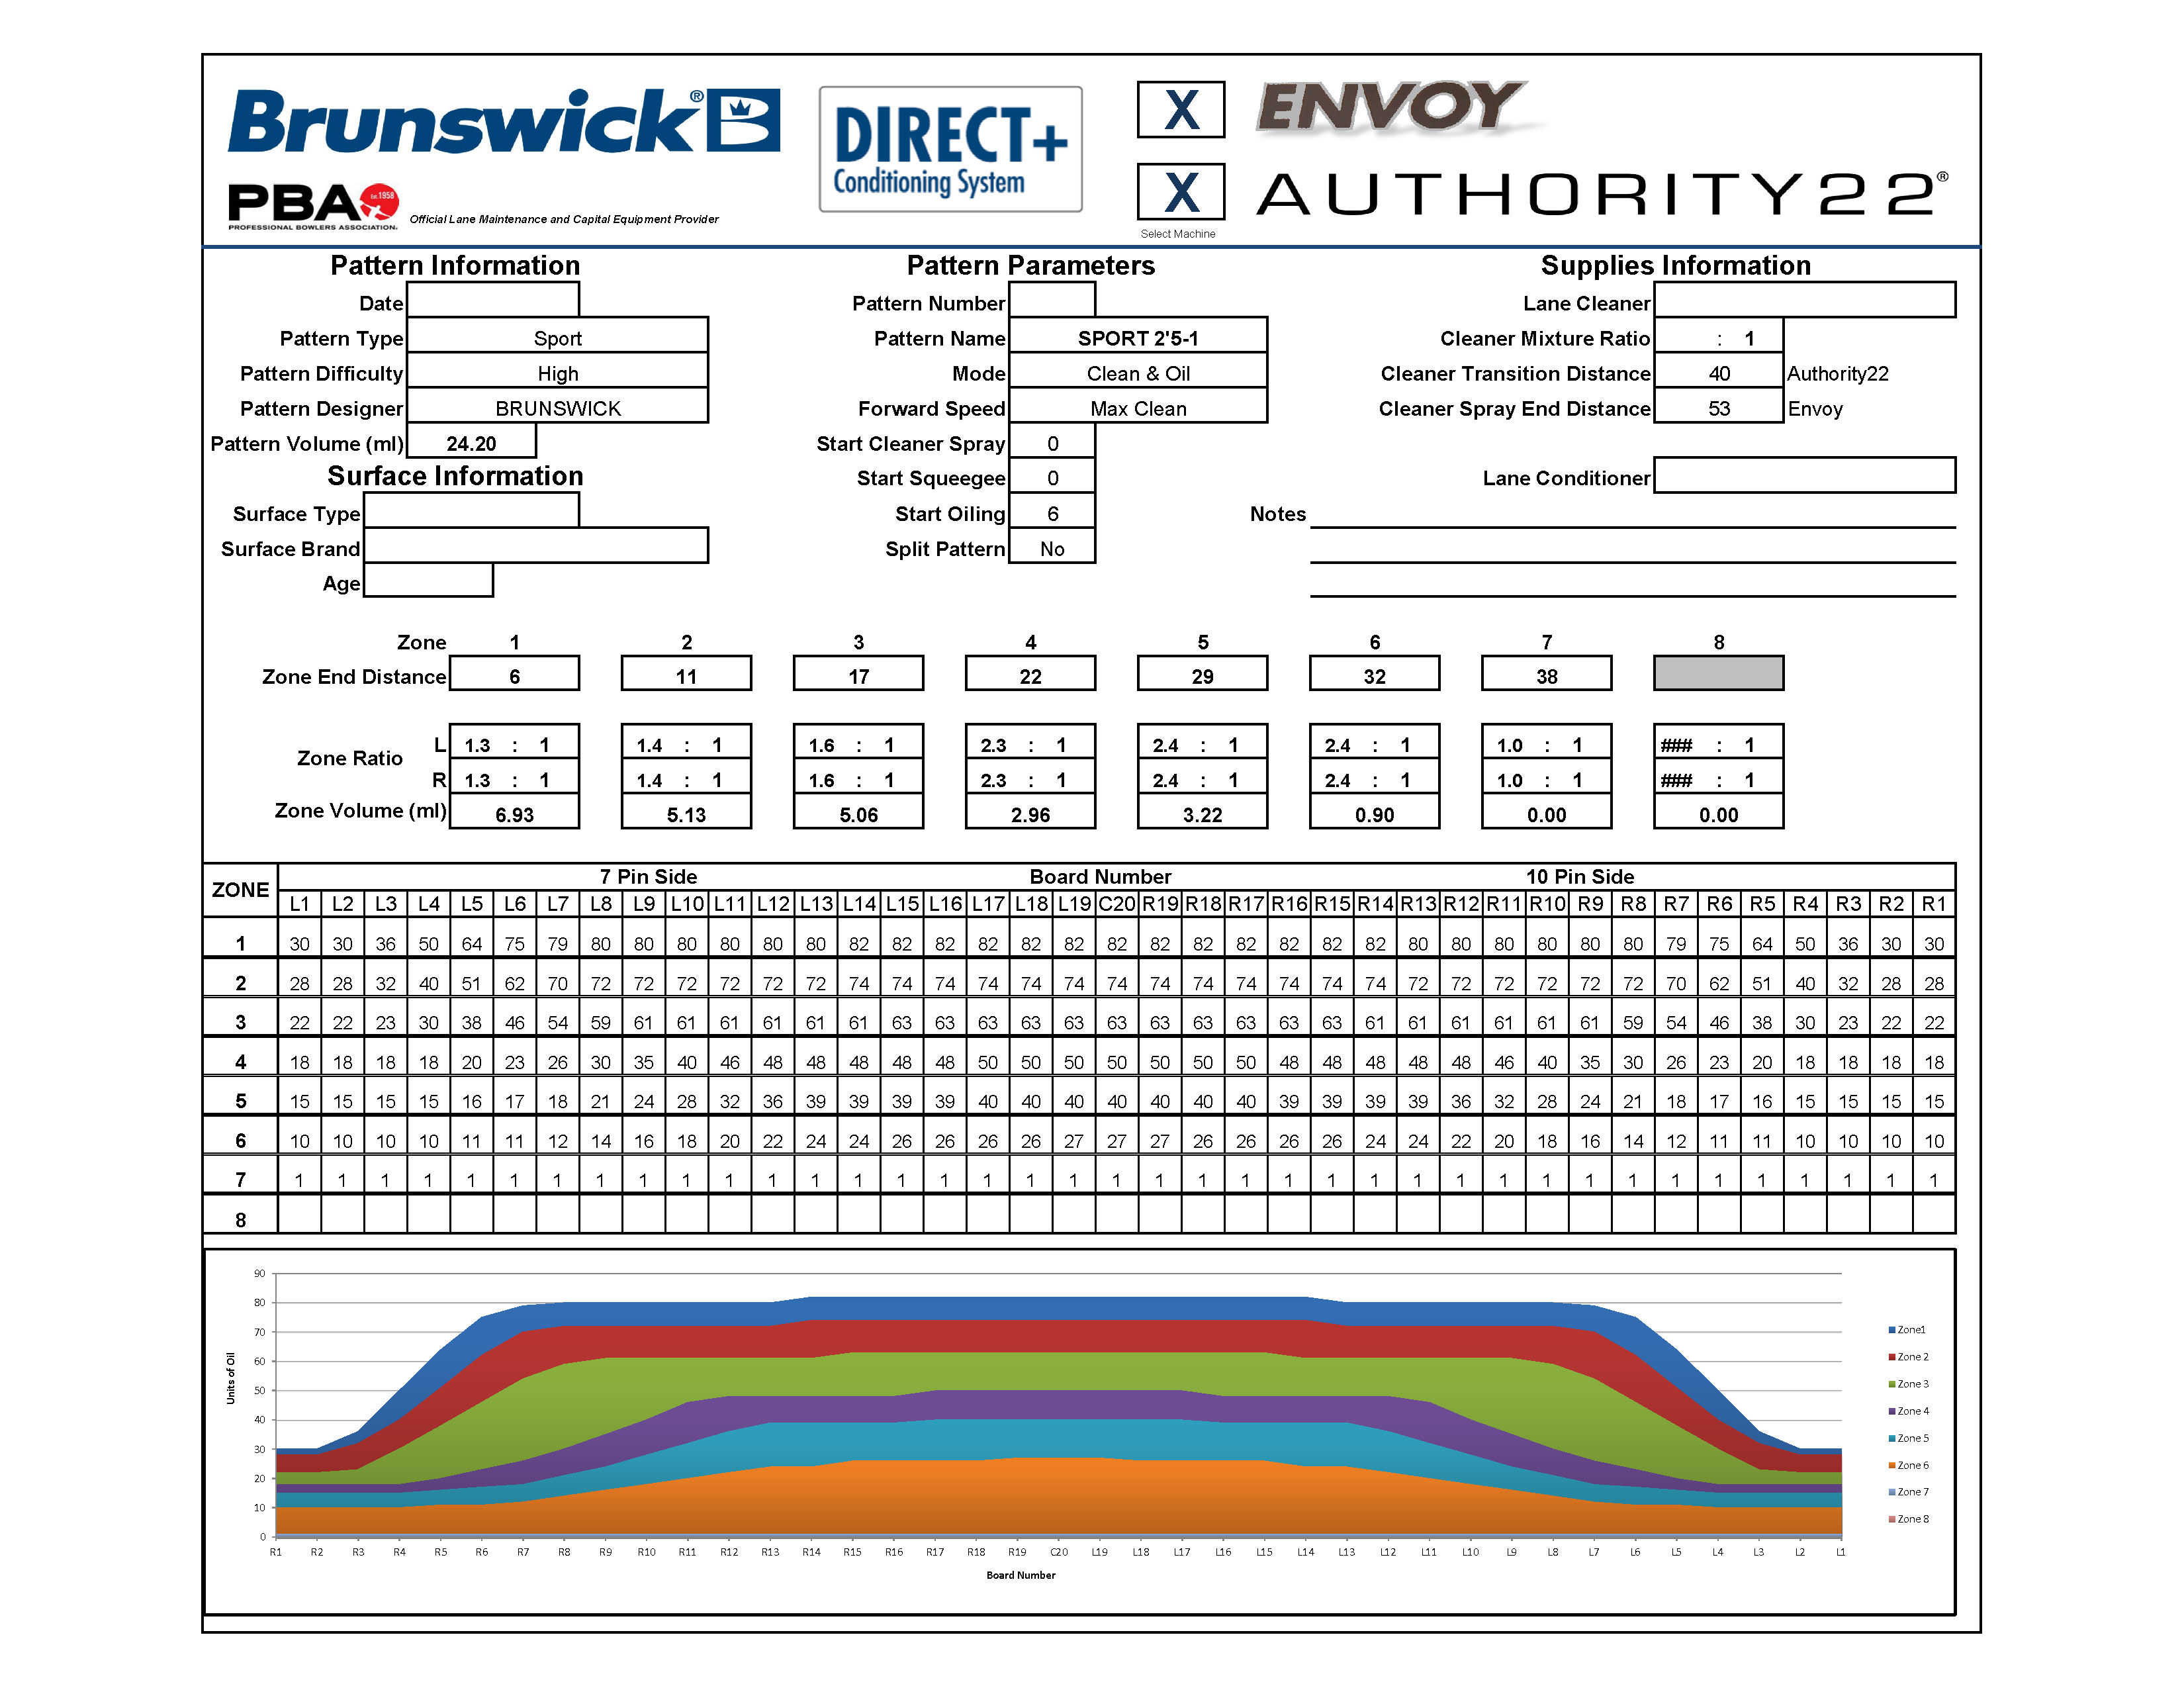 Brunswick® B
DIRECT+
Conditioning System
X ENVOY
X AUTHORITY22®
Select Machine
PBA est.1958
PROFESSIONAL BOWLERS ASSOCIATION.
Official Lane Maintenance and Capital Equipment Provider
Pattern Information
Date
Pattern Type Sport
Pattern Difficulty High
Pattern Designer BRUNSWICK
Pattern Volume (ml) 24.20
Surface Information
Surface Type
Surface Brand
Age
Pattern Parameters
Pattern Number
Pattern Name SPORT 2'5-1
Mode Clean & Oil
Forward Speed Max Clean
Start Cleaner Spray 0
Start Squeegee 0
Start Oiling 6
Split Pattern No
Supplies Information
Lane Cleaner
Cleaner Mixture Ratio : 1
Cleaner Transition Distance 40 Authority22
Cleaner Spray End Distance 53 Envoy
Lane Conditioner
Notes
Zone 1 2 3 4 5 6 7 8
Zone End Distance 6 11 17 22 29 32 38
Zone Ratio
L 1.3 : 1 1.4 : 1 1.6 : 1 2.3 : 1 2.4 : 1 2.4 : 1 1.0 : 1 ### : 1
R 1.3 : 1 1.4 : 1 1.6 : 1 2.3 : 1 2.4 : 1 2.4 : 1 1.0 : 1 ### : 1
Zone Volume (ml) 6.93 5.13 5.06 2.96 3.22 0.90 0.00 0.00
ZONE 7 Pin Side Board Number 10 Pin Side
L1 L2 L3 L4 L5 L6 L7 L8 L9 L10 L11 L12 L13 L14 L15 L16 L17 L18 L19 C20 R19 R18 R17 R16 R15 R14 R13 R12 R11 R10 R9 R8 R7 R6 R5 R4 R3 R2 R1
1 30 30 36 50 64 75 79 80 80 80 80 80 80 82 82 82 82 82 82 82 82 82 82 82 82 82 80 80 80 80 80 80 79 75 64 50 36 30 30
2 28 28 32 40 51 62 70 72 72 72 72 72 72 74 74 74 74 74 74 74 74 74 74 74 74 74 72 72 72 72 72 72 70 62 51 40 32 28 28
3 22 22 23 30 38 46 54 59 61 61 61 61 61 61 63 63 63 63 63 63 63 63 63 63 63 61 61 61 61 61 61 59 54 46 38 30 23 22 22
4 18 18 18 18 20 23 26 30 35 40 46 48 48 48 48 48 50 50 50 50 50 50 50 48 48 48 48 48 46 40 35 30 26 23 20 18 18 18 18
5 15 15 15 15 16 17 18 21 24 28 32 36 39 39 39 39 40 40 40 40 40 40 40 39 39 39 39 36 32 28 24 21 18 17 16 15 15 15 15
6 10 10 10 10 11 11 12 14 16 18 20 22 24 24 26 26 26 26 27 27 27 26 26 26 26 24 24 22 20 18 16 14 12 11 11 10 10 10 10
7 1 1 1 1 1 1 1 1 1 1 1 1 1 1 1 1 1 1 1 1 1 1 1 1 1 1 1 1 1 1 1 1 1 1 1 1 1 1 1
8
90
80
70
60
50
40
30
20
10
0
Units of Oil
R1 R2 R3 R4 R5 R6 R7 R8 R9 R10 R11 R12 R13 R14 R15 R16 R17 R18 R19 C20 L19 L18 L17 L16 L15 L14 L13 L12 L11 L10 L9 L8 L7 L6 L5 L4 L3 L2 L1
Board Number
Zone1
Zone 2
Zone 3
Zone 4
Zone 5
Zone 6
Zone 7
Zone 8